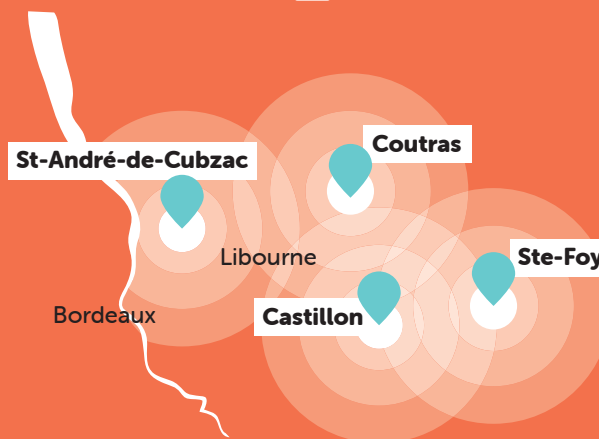 Coutras
St-André-de-Cubzac
Libourne
Ste-Foy
Castillon
Bordeaux